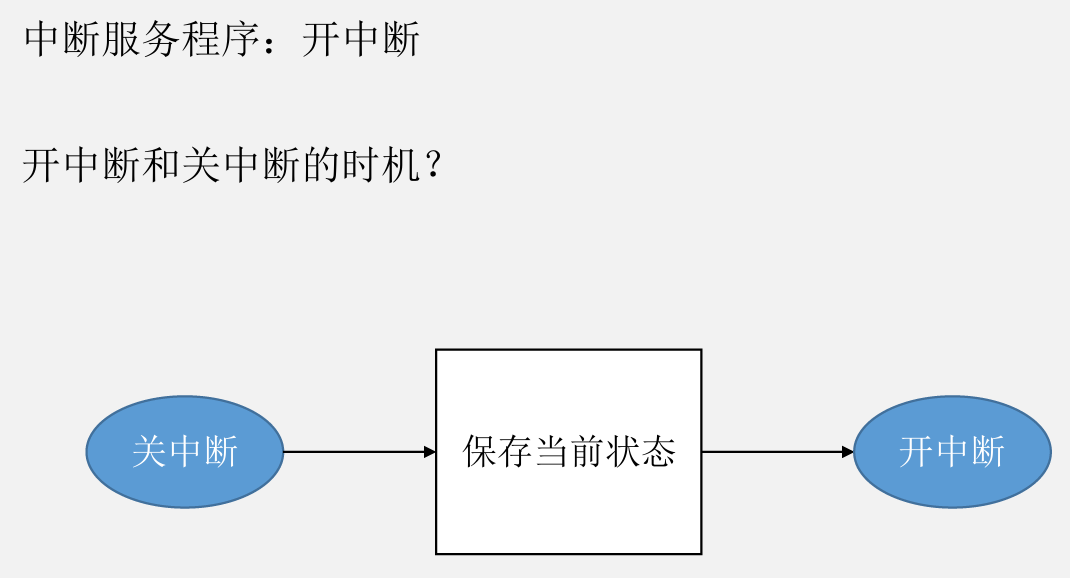 中断服务程序：开中断
开中断和关中断的时机？
关中断
保存当前状态
开中断